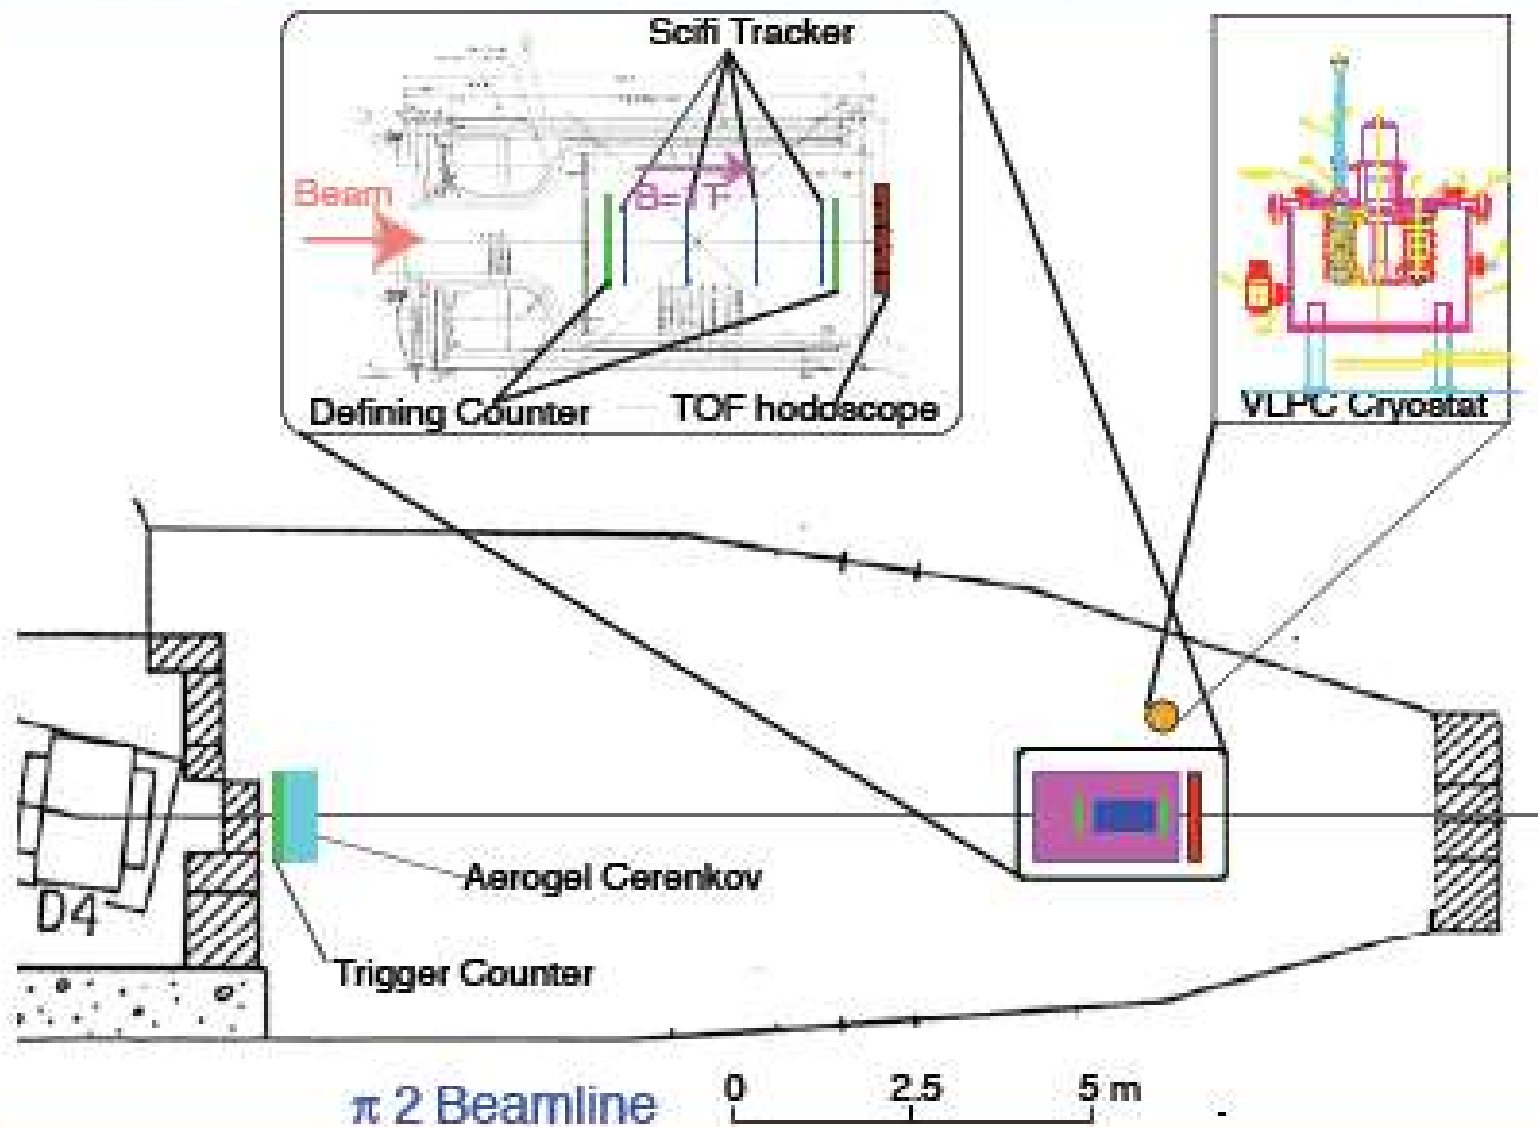 Scifi Tracker
Beam
B=1T
Defining Counter
TOF hodoscope
VLPC Cryostat
D4
Aerogel Cerenkov
Trigger Counter
π 2 Beamline
0 2.5 5 m